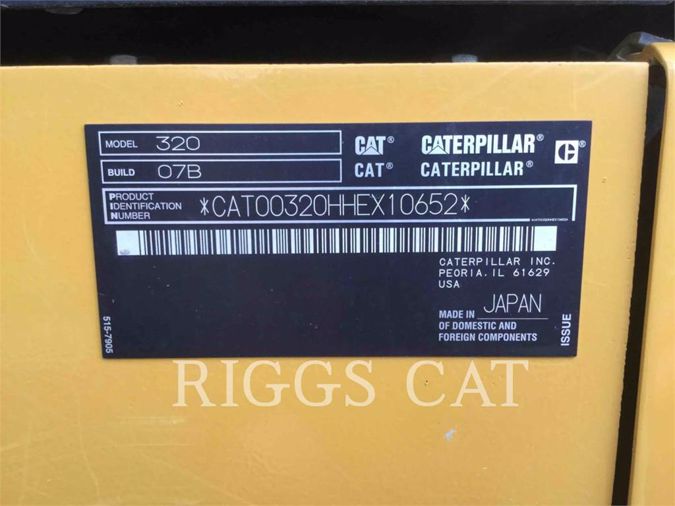 MODEL 320
BUILD 07B
CAT® CATERPILLAR®
CAT® CATERPILLAR®
C ®
PRODUCT
IDENTIFICATION
NUMBER
*CAT00320HHEX10652*
CATERPILLAR INC.
PEORIA, IL 61629
USA
MADE IN JAPAN
OF DOMESTIC AND
FOREIGN COMPONENTS
ISSUE
515-7905
RIGGS CAT